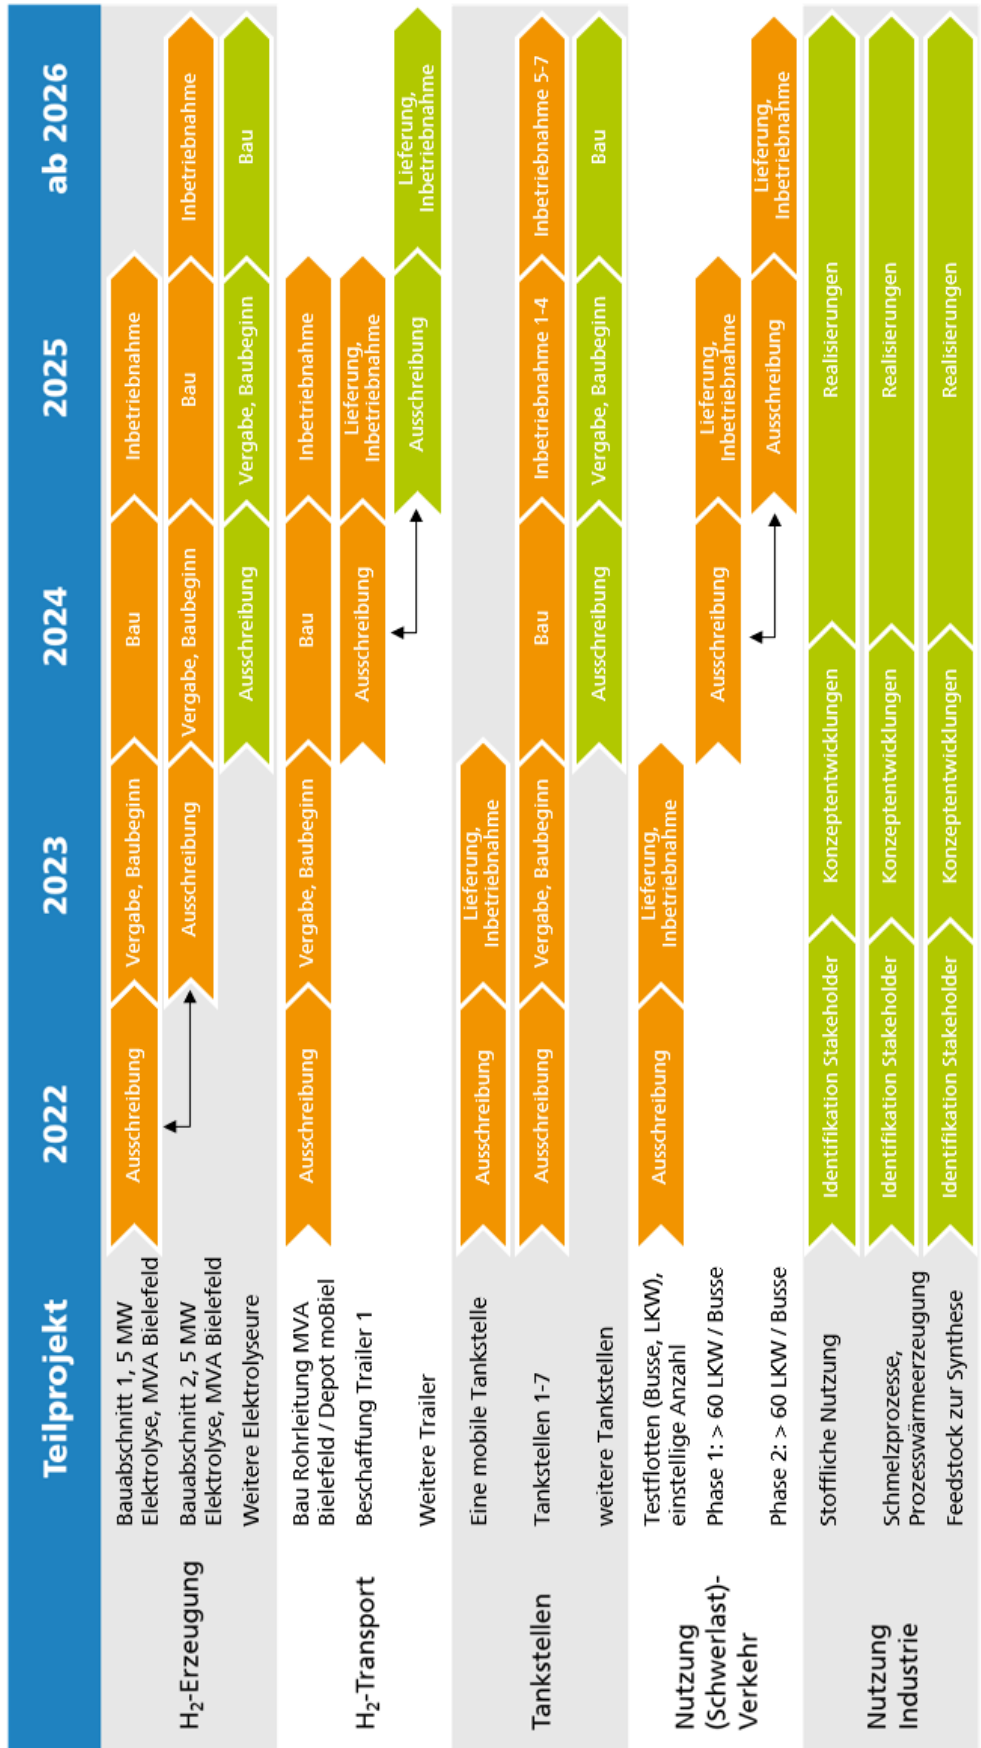 Teilprojekt
2022
2023
2024
2025
ab 2026
H₂-Erzeugung
Bauabschnitt 1, 5 MW
Elektrolyse, MVA Bielefeld
Ausschreibung
Vergabe, Baubeginn
Bau
Inbetriebnahme
Bauabschnitt 2, 5 MW
Elektrolyse, MVA Bielefeld
Ausschreibung
Vergabe, Baubeginn
Bau
Inbetriebnahme
Weitere Elektrolyseure
Ausschreibung
Vergabe, Baubeginn
Bau
H₂-Transport
Bau Rohrleitung MVA
Bielefeld / Depot moBiel
Ausschreibung
Vergabe, Baubeginn
Bau
Inbetriebnahme
Beschaffung Trailer 1
Ausschreibung
Lieferung,
Inbetriebnahme
Weitere Trailer
Ausschreibung
Lieferung,
Inbetriebnahme
Tankstellen
Eine mobile Tankstelle
Ausschreibung
Lieferung,
Inbetriebnahme
Tankstellen 1-7
Ausschreibung
Vergabe, Baubeginn
Bau
Inbetriebnahme 1-4
Inbetriebnahme 5-7
weitere Tankstellen
Ausschreibung
Vergabe, Baubeginn
Bau
Nutzung
(Schwerlast)-
Verkehr
Testflotten (Busse, LKW),
einstellige Anzahl
Ausschreibung
Lieferung,
Inbetriebnahme
Phase 1: > 60 LKW / Busse
Ausschreibung
Lieferung,
Inbetriebnahme
Phase 2: > 60 LKW / Busse
Ausschreibung
Lieferung,
Inbetriebnahme
Nutzung
Industrie
Stoffliche Nutzung
Identifikation Stakeholder
Konzeptentwicklungen
Realisierungen
Schmelzprozesse,
Prozesswärmeerzeugung
Identifikation Stakeholder
Konzeptentwicklungen
Realisierungen
Feedstock zur Synthese
Identifikation Stakeholder
Konzeptentwicklungen
Realisierungen